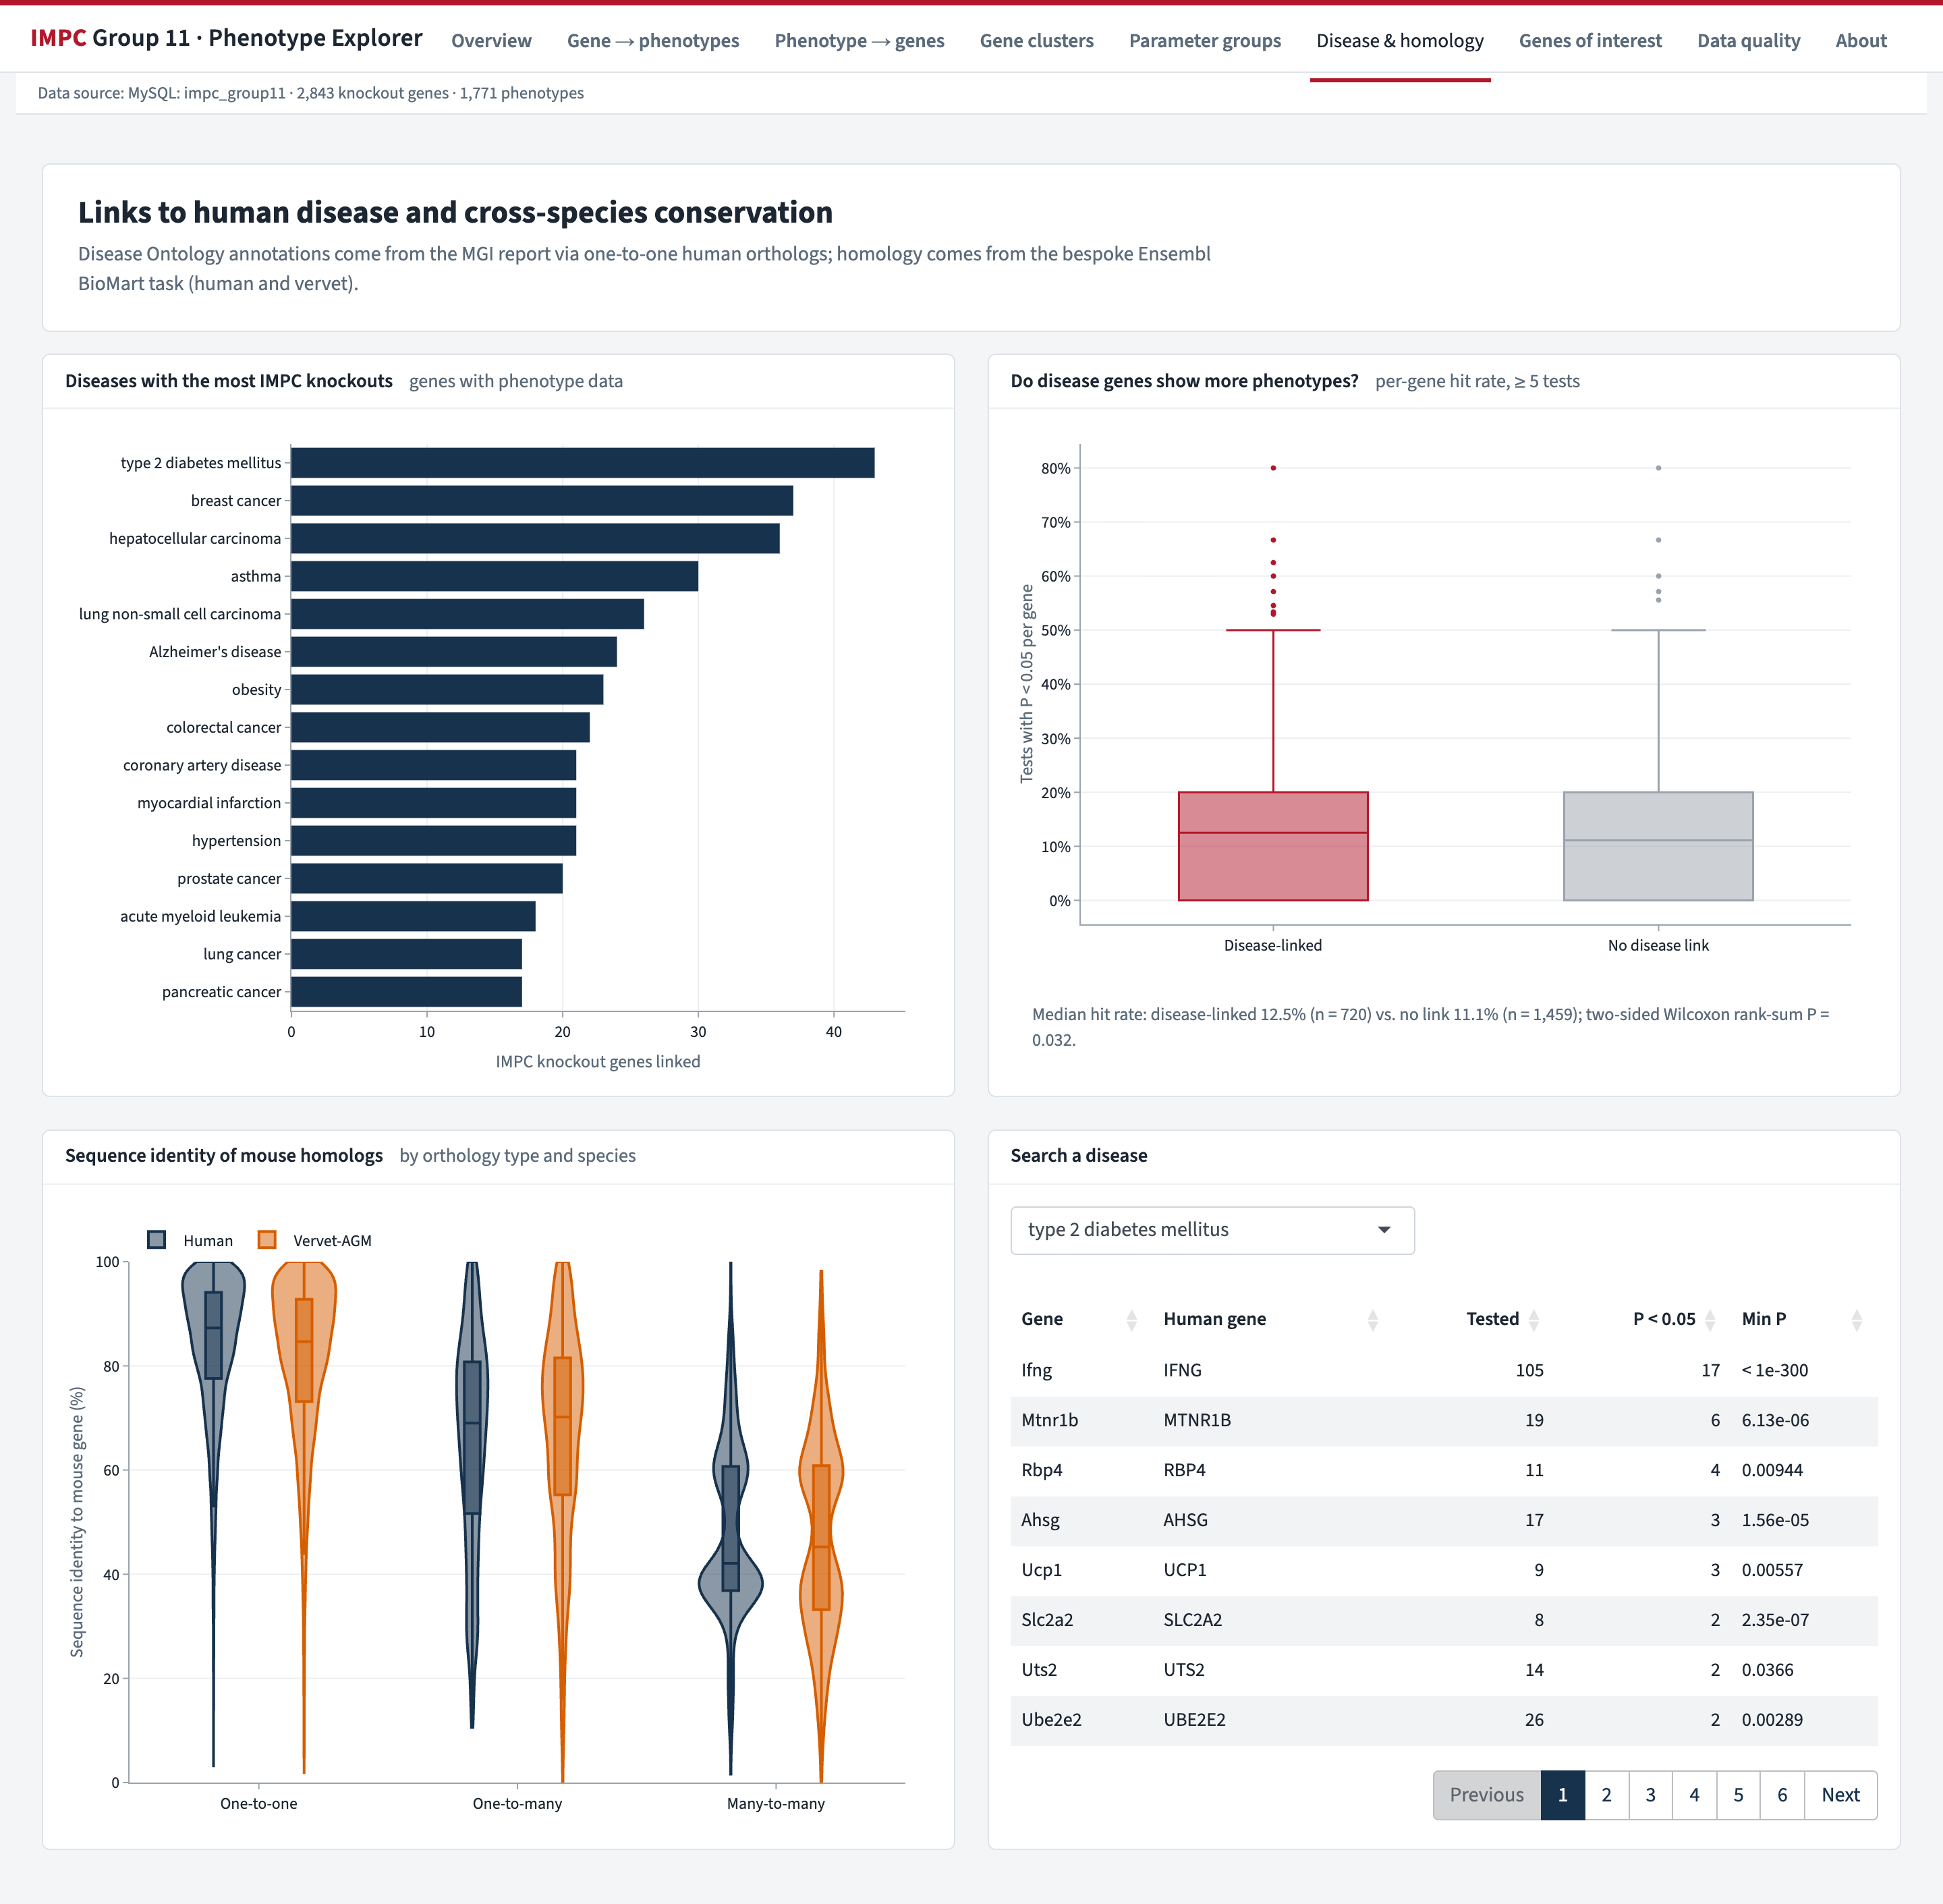 IMPC Group 11 · Phenotype Explorer
Overview
Gene → phenotypes
Phenotype → genes
Gene clusters
Parameter groups
Disease & homology
Genes of interest
Data quality
About
Data source: MySQL: impc_group11 · 2,843 knockout genes · 1,771 phenotypes
Links to human disease and cross-species conservation
Disease Ontology annotations come from the MGI report via one-to-one human orthologs; homology comes from the bespoke Ensembl
BioMart task (human and vervet).
Diseases with the most IMPC knockouts genes with phenotype data
type 2 diabetes mellitus
breast cancer
hepatocellular carcinoma
asthma
lung non-small cell carcinoma
Alzheimer's disease
obesity
colorectal cancer
coronary artery disease
myocardial infarction
hypertension
prostate cancer
acute myeloid leukemia
lung cancer
pancreatic cancer
0 10 20 30 40
IMPC knockout genes linked
Do disease genes show more phenotypes? per-gene hit rate, ≥ 5 tests
Tests with P < 0.05 per gene
80%
70%
60%
50%
40%
30%
20%
10%
0%
Disease-linked No disease link
Median hit rate: disease-linked 12.5% (n = 720) vs. no link 11.1% (n = 1,459); two-sided Wilcoxon rank-sum P =
0.032.
Sequence identity of mouse homologs by orthology type and species
Human Vervet-AGM
Sequence identity to mouse gene (%)
100
80
60
40
20
0
One-to-one One-to-many Many-to-many
Search a disease
type 2 diabetes mellitus
Gene Human gene Tested P < 0.05 Min P
Ifng IFNG 105 17 < 1e-300
Mtnr1b MTNR1B 19 6 6.13e-06
Rbp4 RBP4 11 4 0.00944
Ahsg AHSG 17 3 1.56e-05
Ucp1 UCP1 9 3 0.00557
Slc2a2 SLC2A2 8 2 2.35e-07
Uts2 UTS2 14 2 0.0366
Ube2e2 UBE2E2 26 2 0.00289
Previous 1 2 3 4 5 6 Next